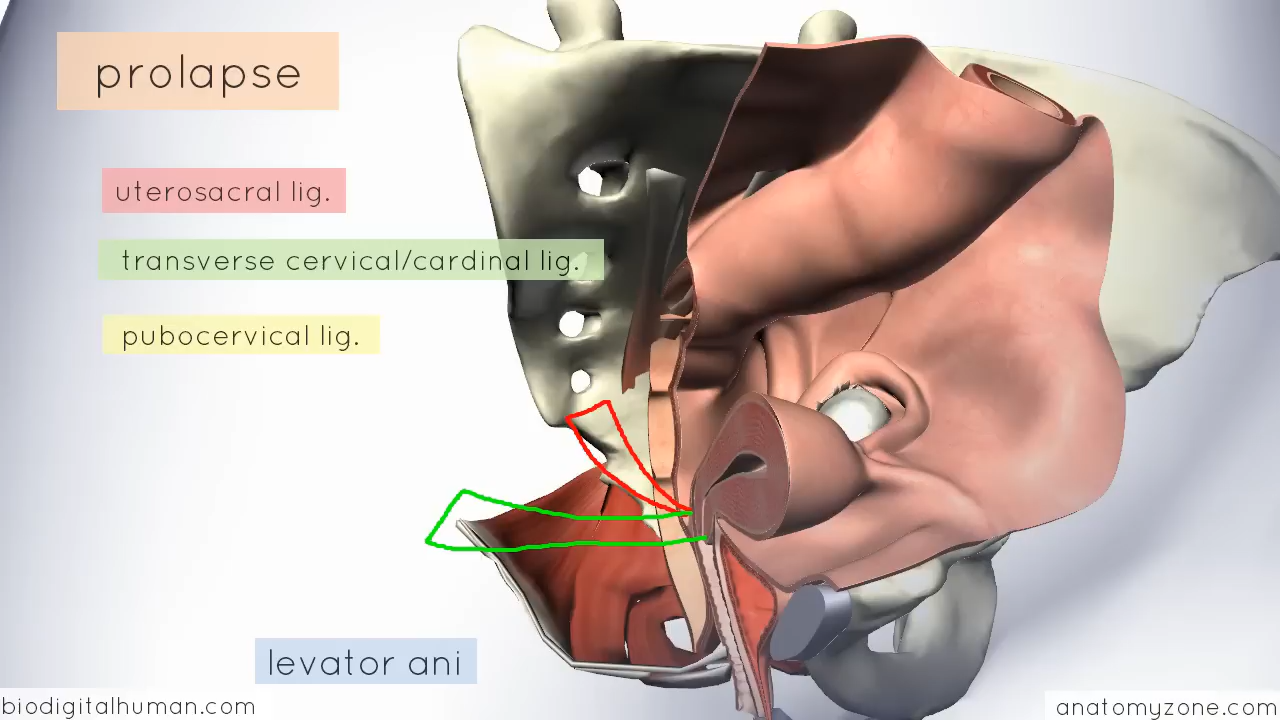 prolapse
uterosacral lig.
transverse cervical/cardinal lig.
pubocervical lig.
levator ani
biodigitalhuman.com
anatomyzone.com